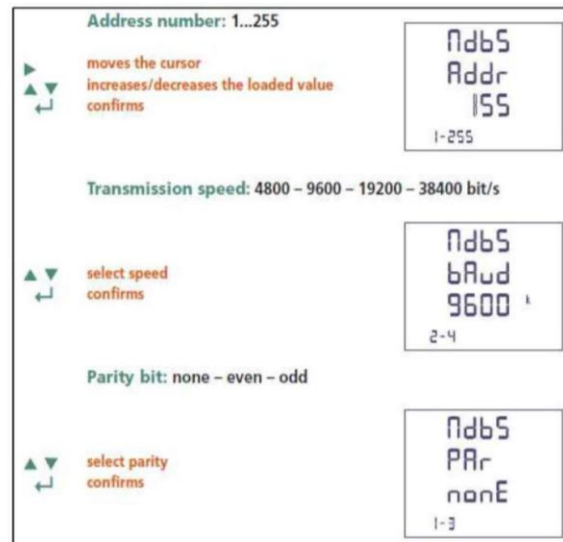 Address number: 1...255
moves the cursor
increases/decreases the loaded value
confirms
ndbS
Addr
155
1-255
Transmission speed: 4800 – 9600 – 19200 – 38400 bit/s
select speed
confirms
ndbS
bAud
9600 k
2-4
Parity bit: none – even – odd
select parity
confirms
ndbS
PAr
nonE
1-3